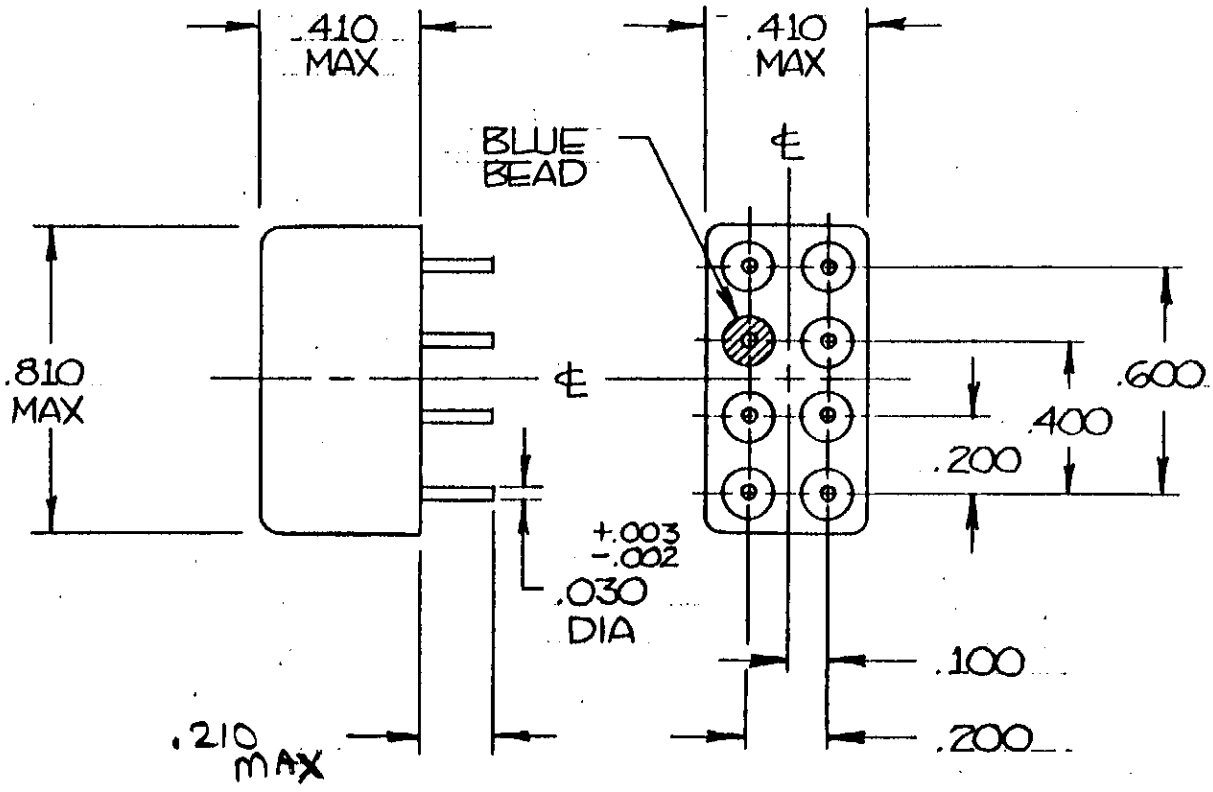 .410
MAX
.410
MAX
BLUE
BEAD
℄
.810
MAX
℄
.600
.400
.200
+.003
-.002
.030
DIA
.100
.210
MAX
.200